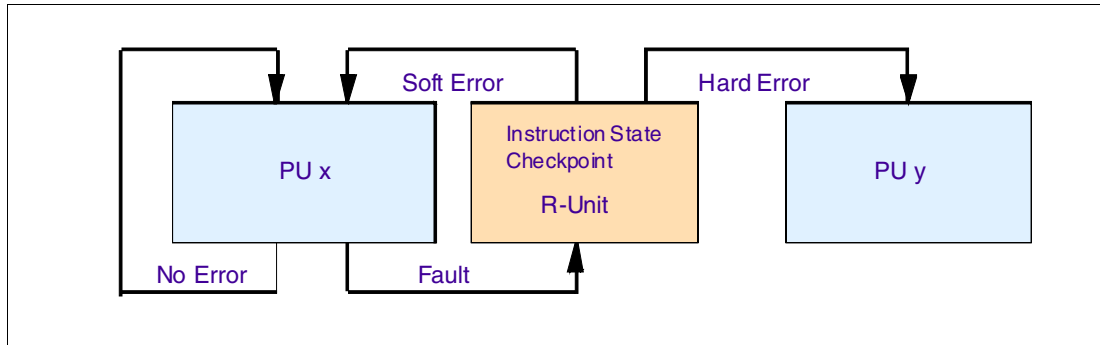 Soft Error
Hard Error
PU x
Instruction State
Checkpoint
R-Unit
PU y
No Error
Fault